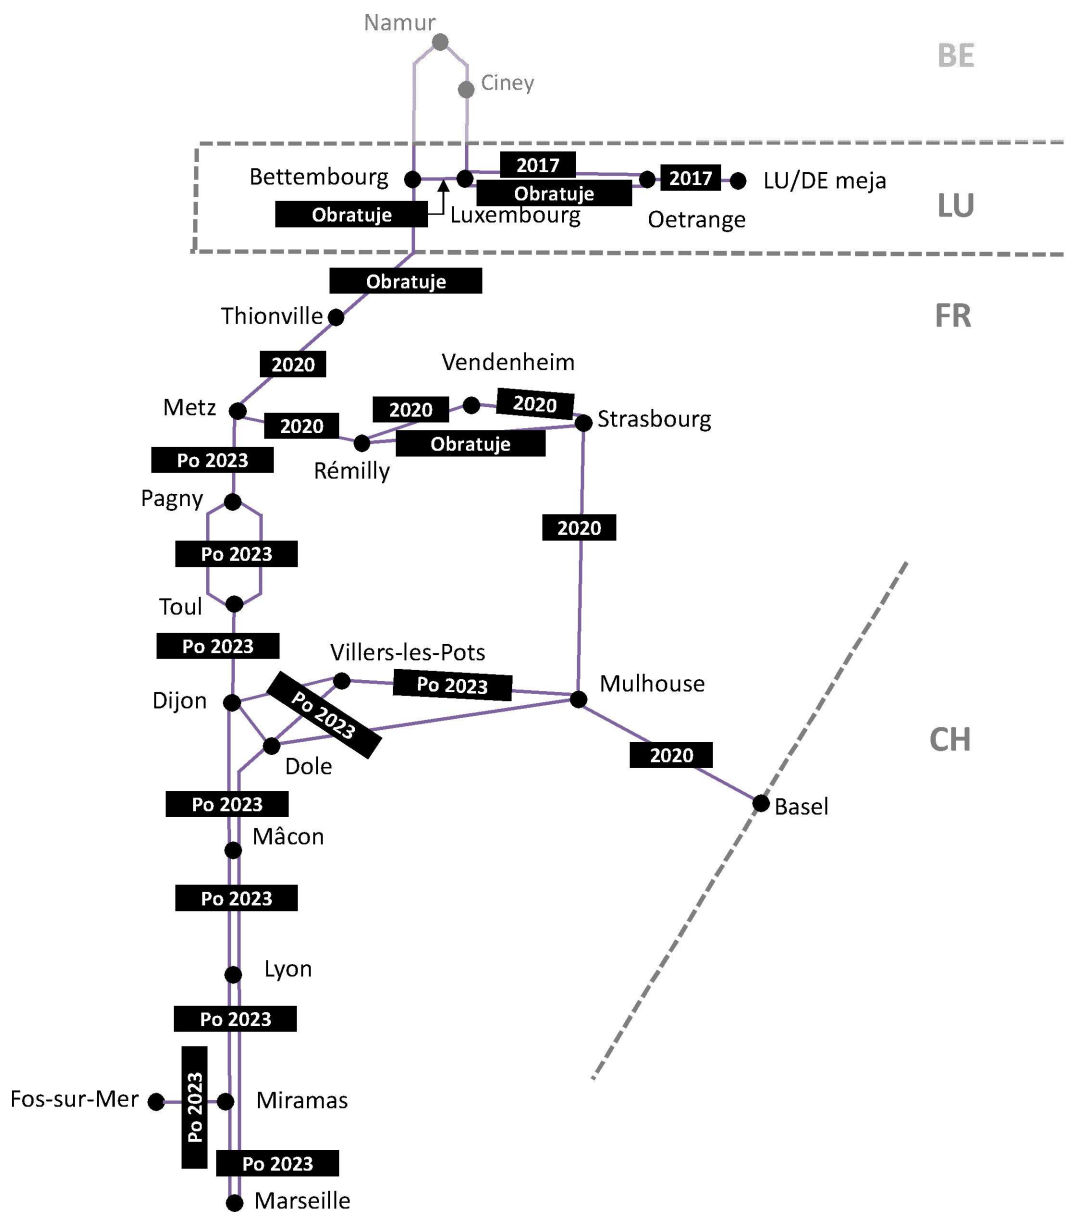 Namur
BE
Ciney
2017
Bettembourg
2017
LU/DE meja
Obratuje
Obratuje
Luxembourg
Oetrange
LU
Obratuje
Thionville
FR
2020
Vendenheim
Metz
2020
2020
2020
Strasbourg
Obratuje
Po 2023
Rémilly
Pagny
2020
Po 2023
Toul
Po 2023
Villers-les-Pots
Po 2023
Mulhouse
Dijon
Po 2023
CH
2020
Dole
Po 2023
Basel
Mâcon
Po 2023
Lyon
Po 2023
Fos-sur-Mer
Po 2023
Miramas
Po 2023
Marseille